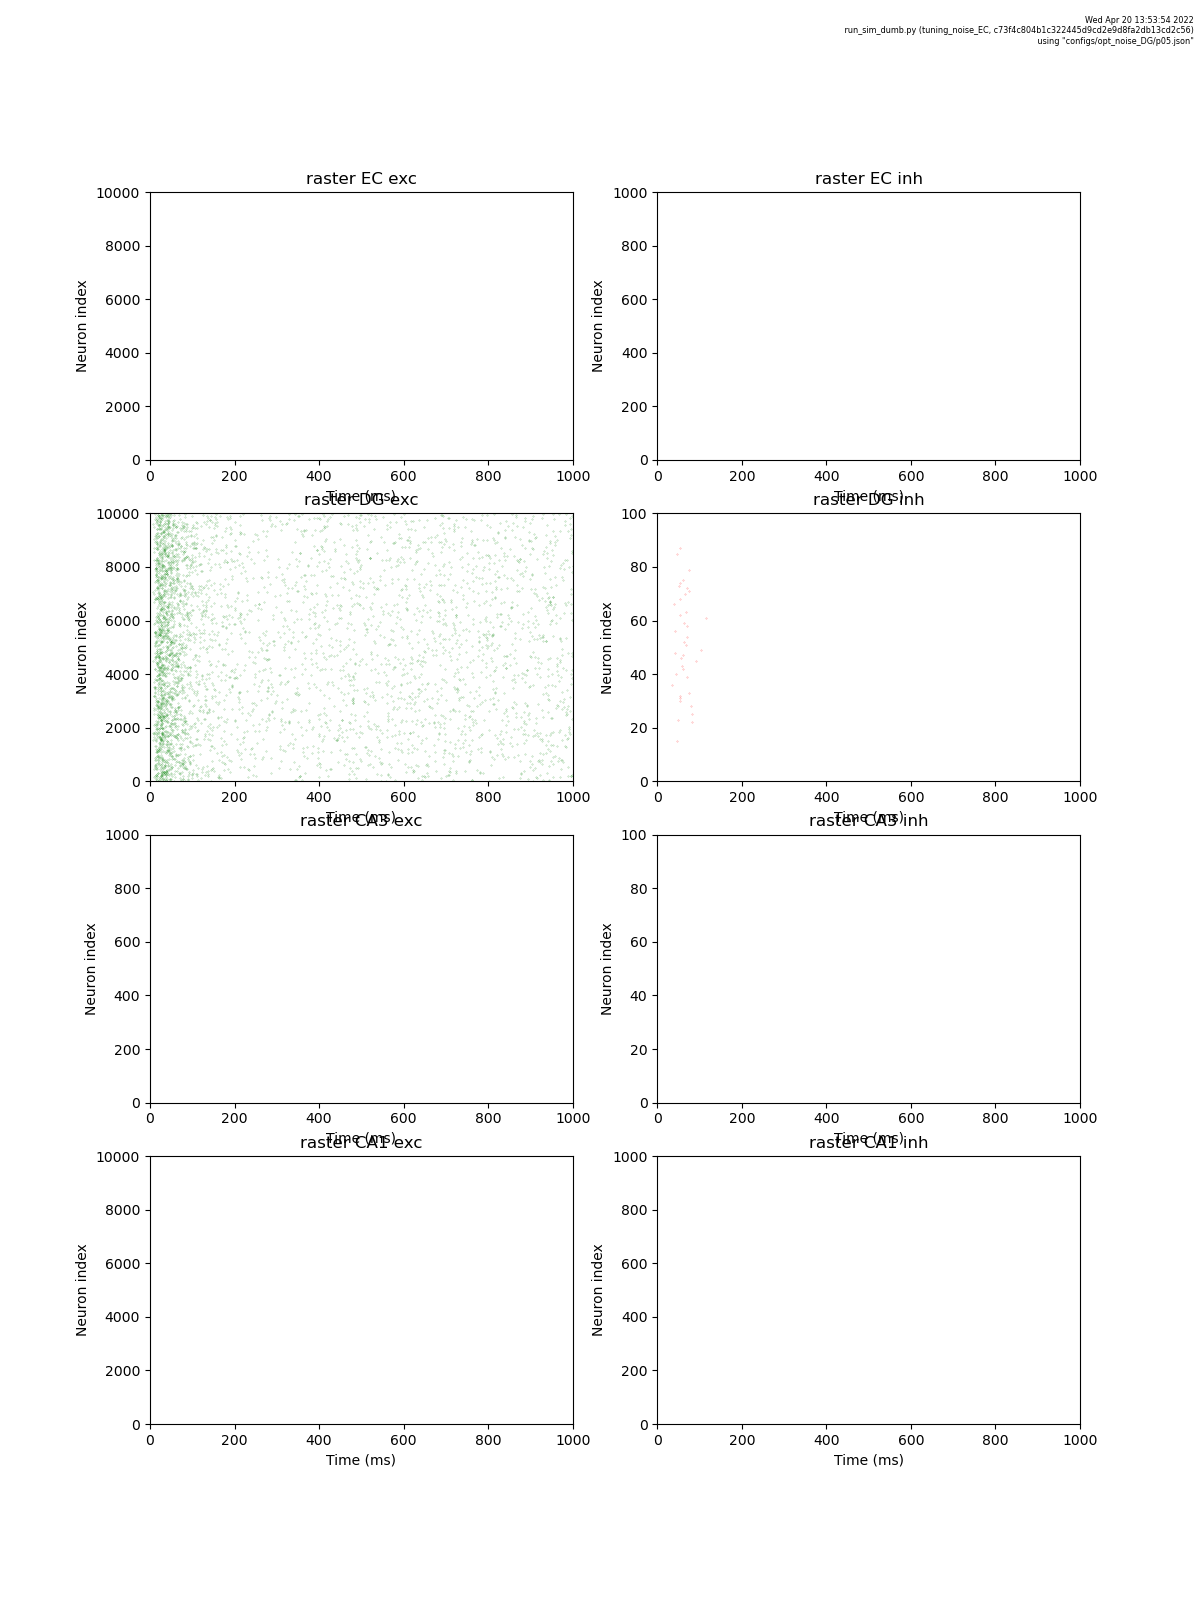 Wed Apr 20 13:53:54 2022
run_sim_dumb.py (tuning_noise_EC, c73f4c804b1c322445d9cd2e9d8fa2db13cd2c56)
using "configs/opt_noise_DG/p05.json"
raster EC exc
10000
8000
6000
4000
2000
0
Neuron index
0 200 400 600 800 1000
Time (ms)
raster EC inh
1000
800
600
400
200
0
Neuron index
0 200 400 600 800 1000
Time (ms)
raster DG exc
10000
8000
6000
4000
2000
0
Neuron index
0 200 400 600 800 1000
Time (ms)
raster DG inh
100
80
60
40
20
0
Neuron index
0 200 400 600 800 1000
Time (ms)
raster CA3 exc
1000
800
600
400
200
0
Neuron index
0 200 400 600 800 1000
Time (ms)
raster CA3 inh
100
80
60
40
20
0
Neuron index
0 200 400 600 800 1000
Time (ms)
raster CA1 exc
10000
8000
6000
4000
2000
0
Neuron index
0 200 400 600 800 1000
Time (ms)
raster CA1 inh
1000
800
600
400
200
0
Neuron index
0 200 400 600 800 1000
Time (ms)